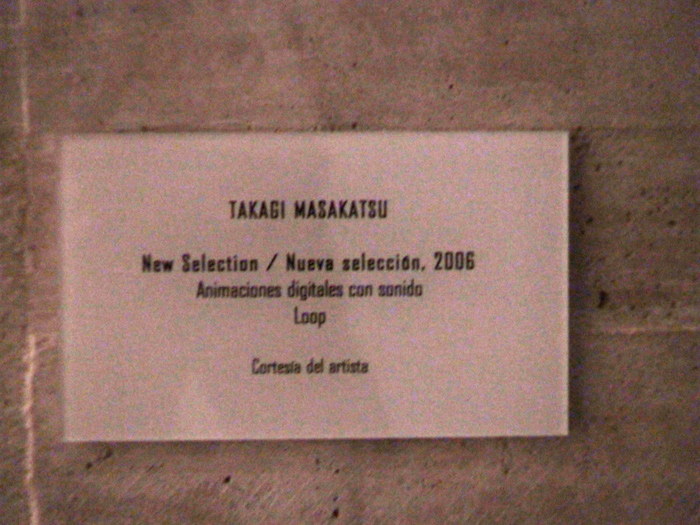 TAKAGI MASAKATSU
New Selection / Nueva selección, 2006
Animaciones digitales con sonido
Loop
Cortesía del artista